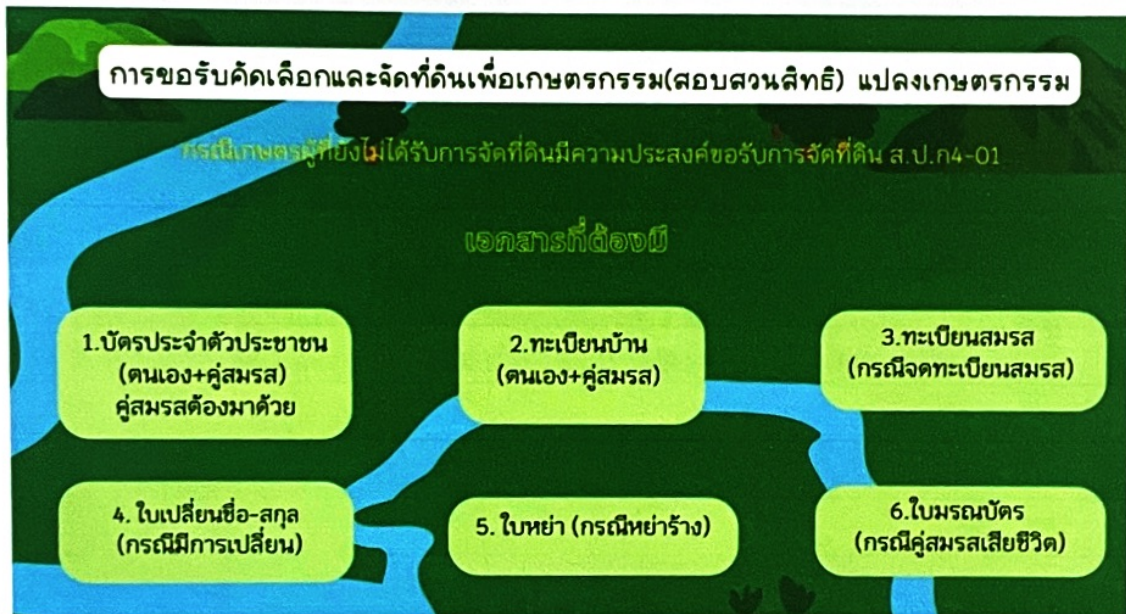 การขอรับคัดเลือกและจัดที่ดินเพื่อเกษตรกรรม(สอบสวนสิทธิ) แปลงเกษตรกรรม
กรณีเกษตรผู้ที่ยังไม่ได้รับการจัดที่ดินมีความประสงค์ขอรับการจัดที่ดิน ส.ป.ก4-01
เอกสารที่ต้องมี
1.บัตรประจำตัวประชาชน
(ตนเอง+คู่สมรส)
คู่สมรสต้องมาด้วย
2.ทะเบียนบ้าน
(ตนเอง+คู่สมรส)
3.ทะเบียนสมรส
(กรณีจดทะเบียนสมรส)
4. ใบเปลี่ยนชื่อ-สกุล
(กรณีมีการเปลี่ยน)
5. ใบหย่า (กรณีหย่าร้าง)
6.ใบมรณบัตร
(กรณีคู่สมรสเสียชีวิต)